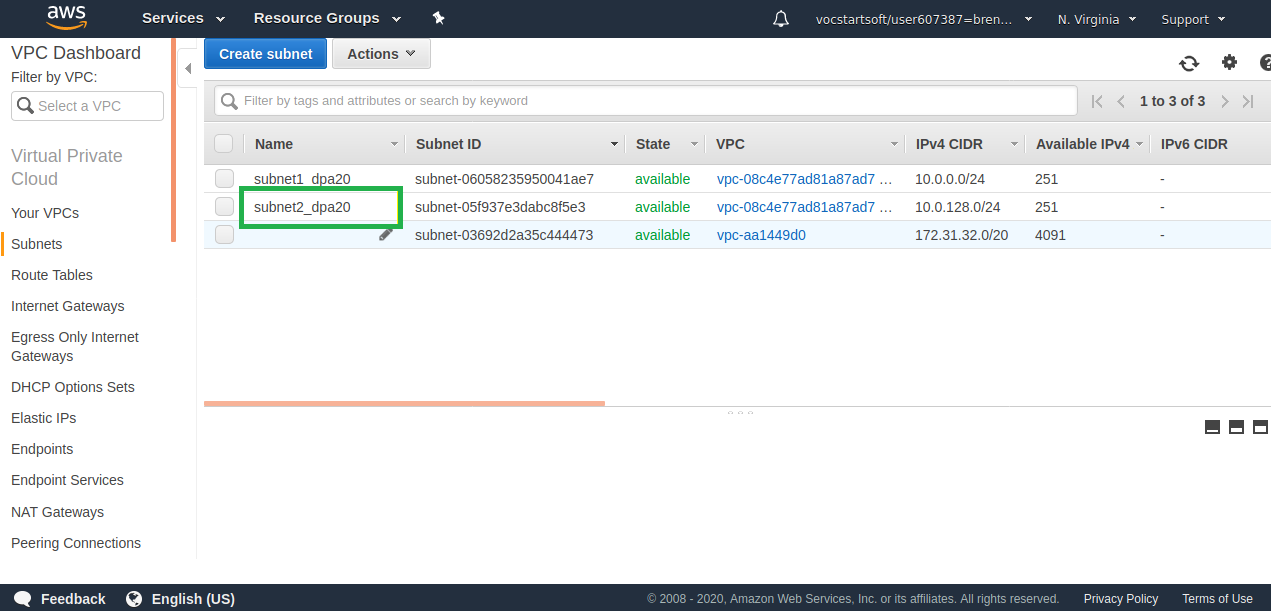 aws Services Resource Groups vocstartsoft/user607387=bren... N. Virginia Support
VPC Dashboard
Filter by VPC:
Select a VPC
Virtual Private
Cloud
Your VPCs
Subnets
Route Tables
Internet Gateways
Egress Only Internet
Gateways
DHCP Options Sets
Elastic IPs
Endpoints
Endpoint Services
NAT Gateways
Peering Connections
Create subnet Actions
?
Filter by tags and attributes or search by keyword 1 to 3 of 3
Name Subnet ID State VPC IPv4 CIDR Available IPv4 IPv6 CIDR
subnet1_dpa20 subnet-06058235950041ae7 available vpc-08c4e77ad81a87ad7 ... 10.0.0.0/24 251 -
subnet2_dpa20 subnet-05f937e3dabc8f5e3 available vpc-08c4e77ad81a87ad7 ... 10.0.128.0/24 251 -
subnet-03692d2a35c444473 available vpc-aa1449d0 172.31.32.0/20 4091 -
Feedback English (US) © 2008 - 2020, Amazon Web Services, Inc. or its affiliates. All rights reserved. Privacy Policy Terms of Use